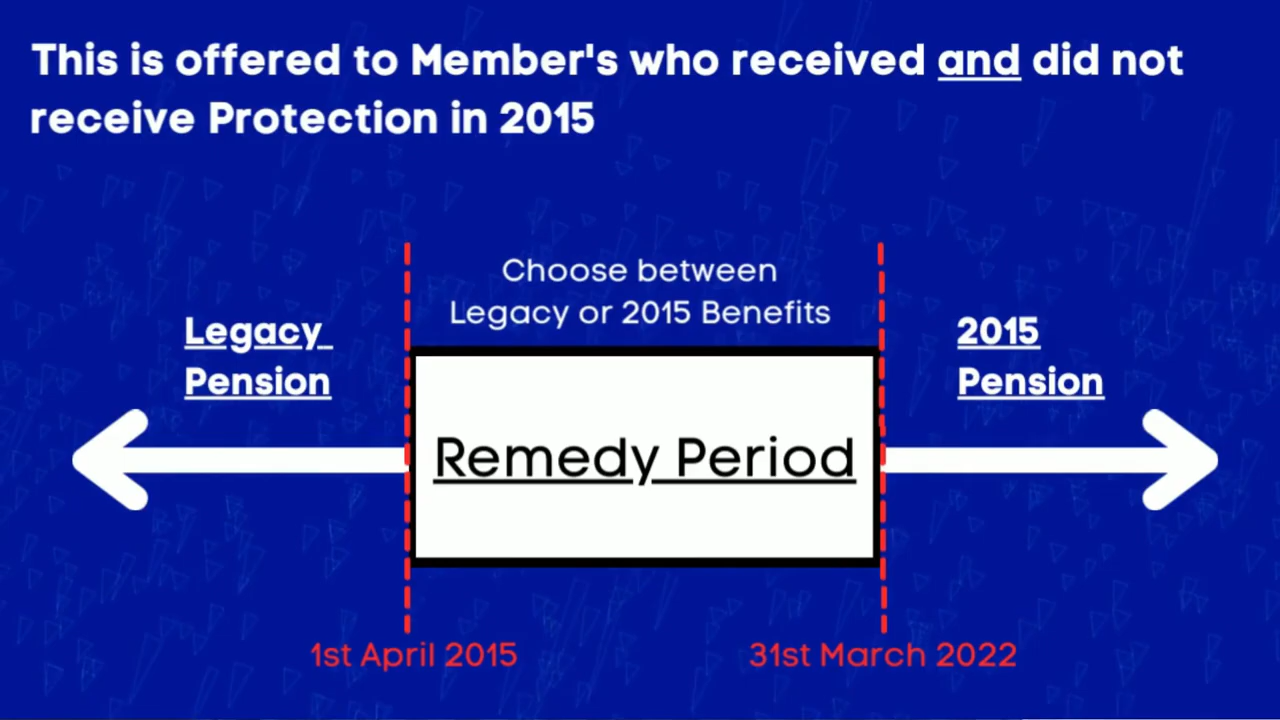 This is offered to Member's who received and did not
receive Protection in 2015
Choose between
Legacy or 2015 Benefits
Legacy
Pension
2015
Pension
Remedy Period
1st April 2015
31st March 2022